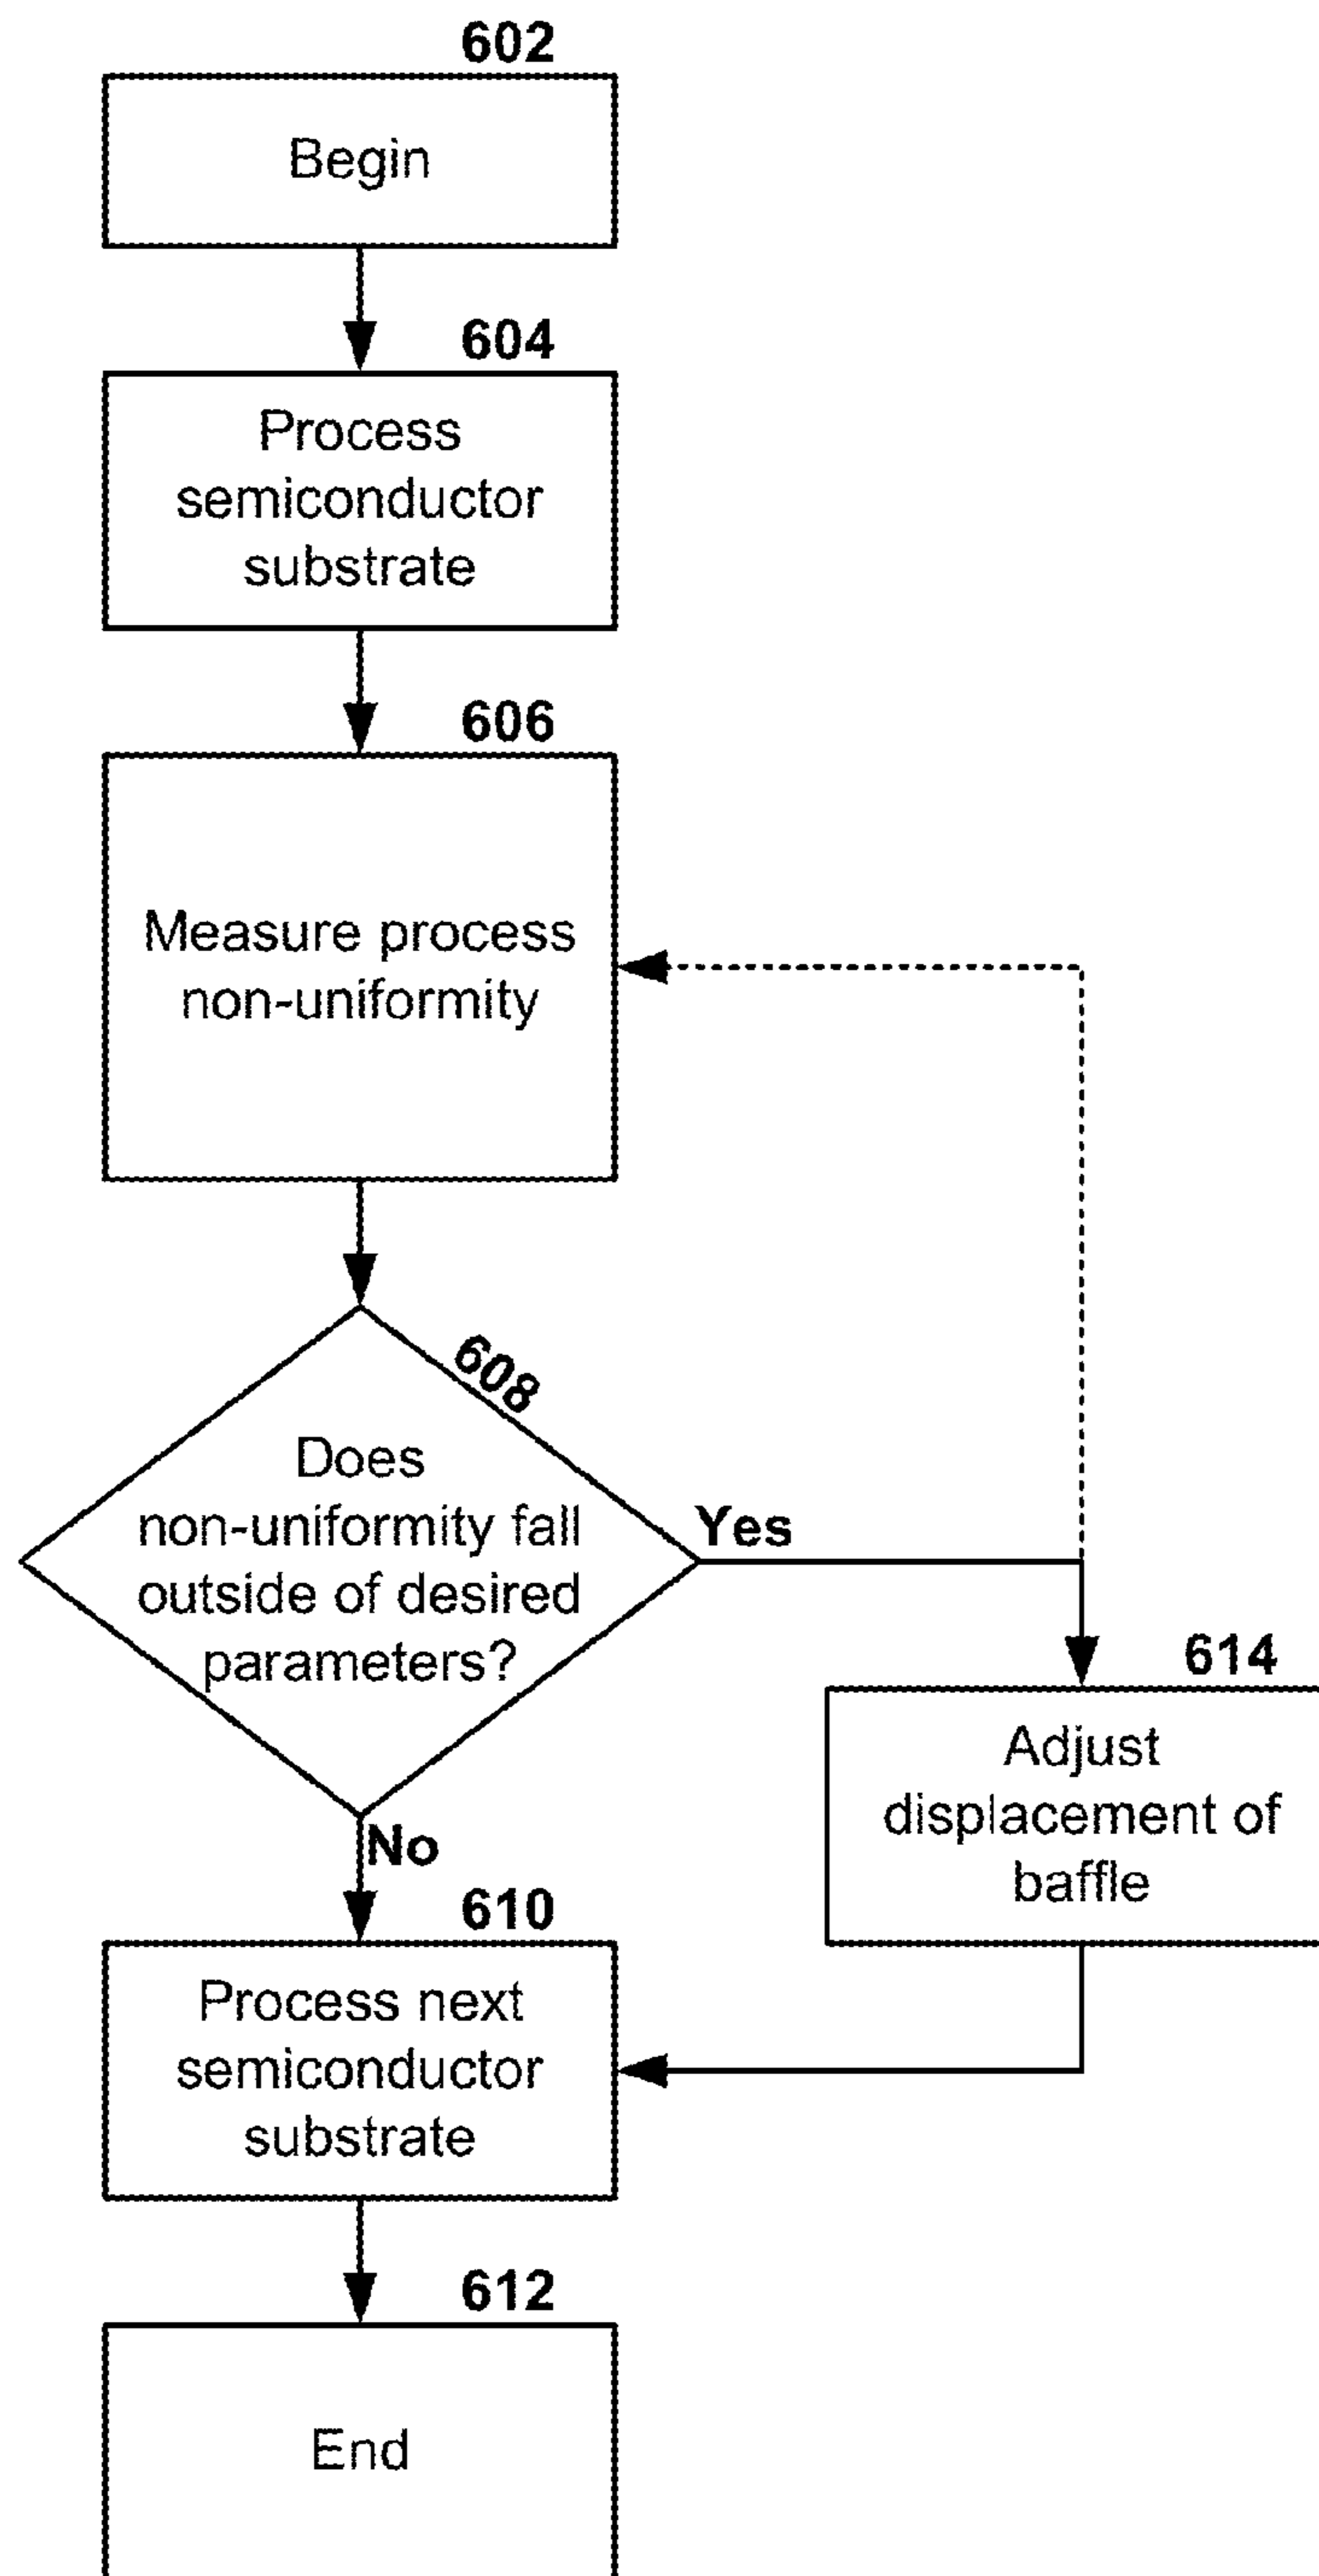 602
Begin
604
Process
semiconductor
substrate
606
Measure process
non-uniformity
608
Does
non-uniformity fall
outside of desired
parameters?
Yes
614
Adjust
displacement of
baffle
No
610
Process next
semiconductor
substrate
612
End